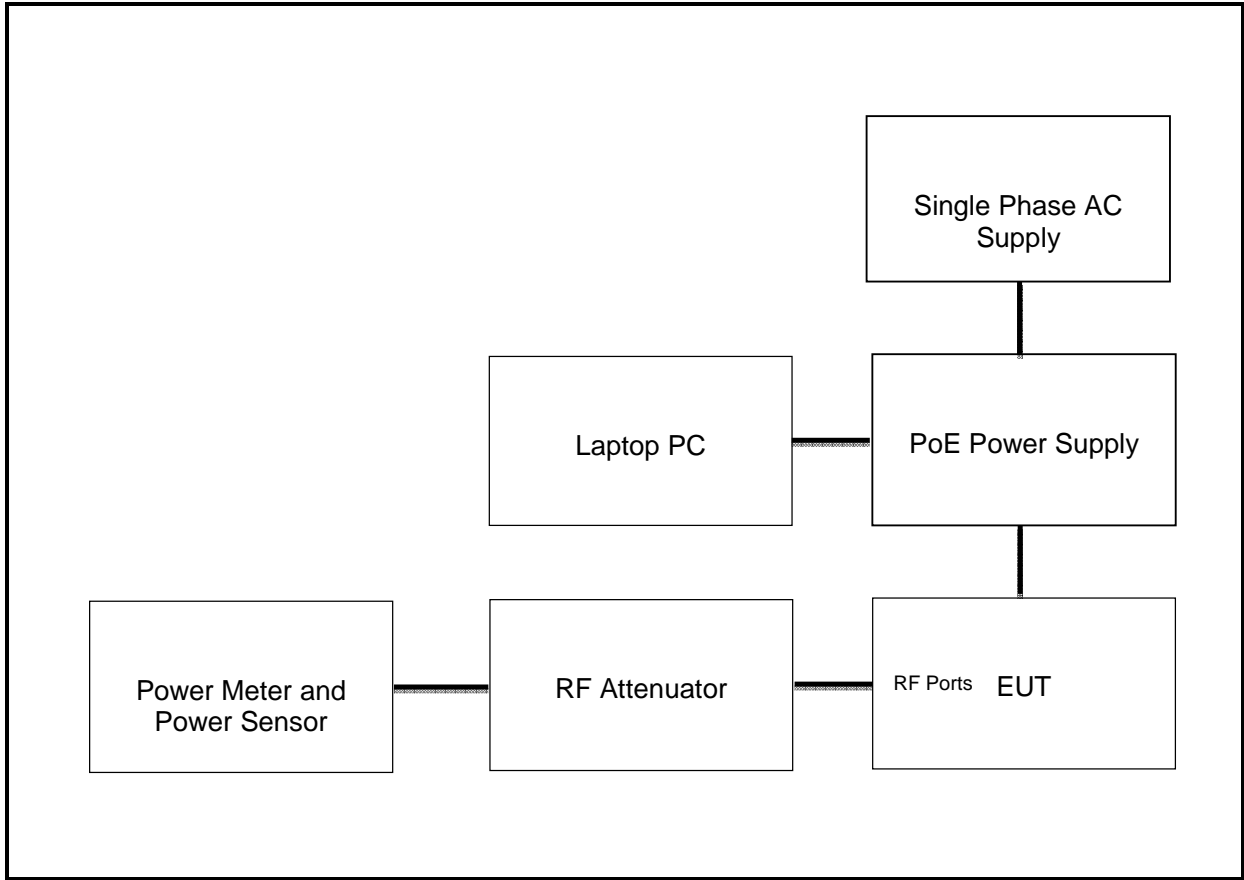 Single Phase AC
Supply
Laptop PC
PoE Power Supply
Power Meter and
Power Sensor
RF Attenuator
RF Ports EUT